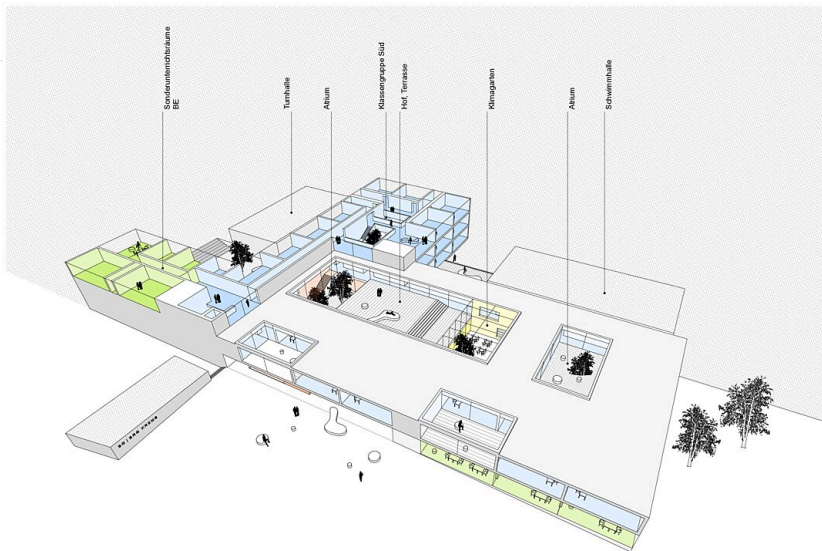 Sonderunterrichtsräume
BE
Turnhalle
Atrium
Klassengruppe Süd
Hof, Terrasse
Klimagarten
Atrium
Schwimmhalle